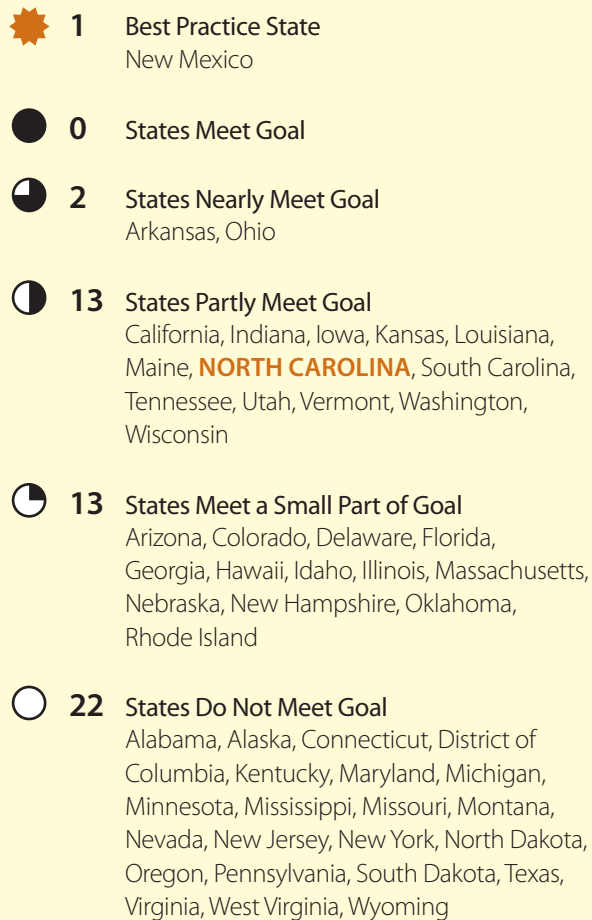 1 Best Practice State
New Mexico
0 States Meet Goal
2 States Nearly Meet Goal
Arkansas, Ohio
13 States Partly Meet Goal
California, Indiana, Iowa, Kansas, Louisiana,
Maine, NORTH CAROLINA, South Carolina,
Tennessee, Utah, Vermont, Washington,
Wisconsin
13 States Meet a Small Part of Goal
Arizona, Colorado, Delaware, Florida,
Georgia, Hawaii, Idaho, Illinois, Massachusetts,
Nebraska, New Hampshire, Oklahoma,
Rhode Island
22 States Do Not Meet Goal
Alabama, Alaska, Connecticut, District of
Columbia, Kentucky, Maryland, Michigan,
Minnesota, Mississippi, Missouri, Montana,
Nevada, New Jersey, New York, North Dakota,
Oregon, Pennsylvania, South Dakota, Texas,
Virginia, West Virginia, Wyoming